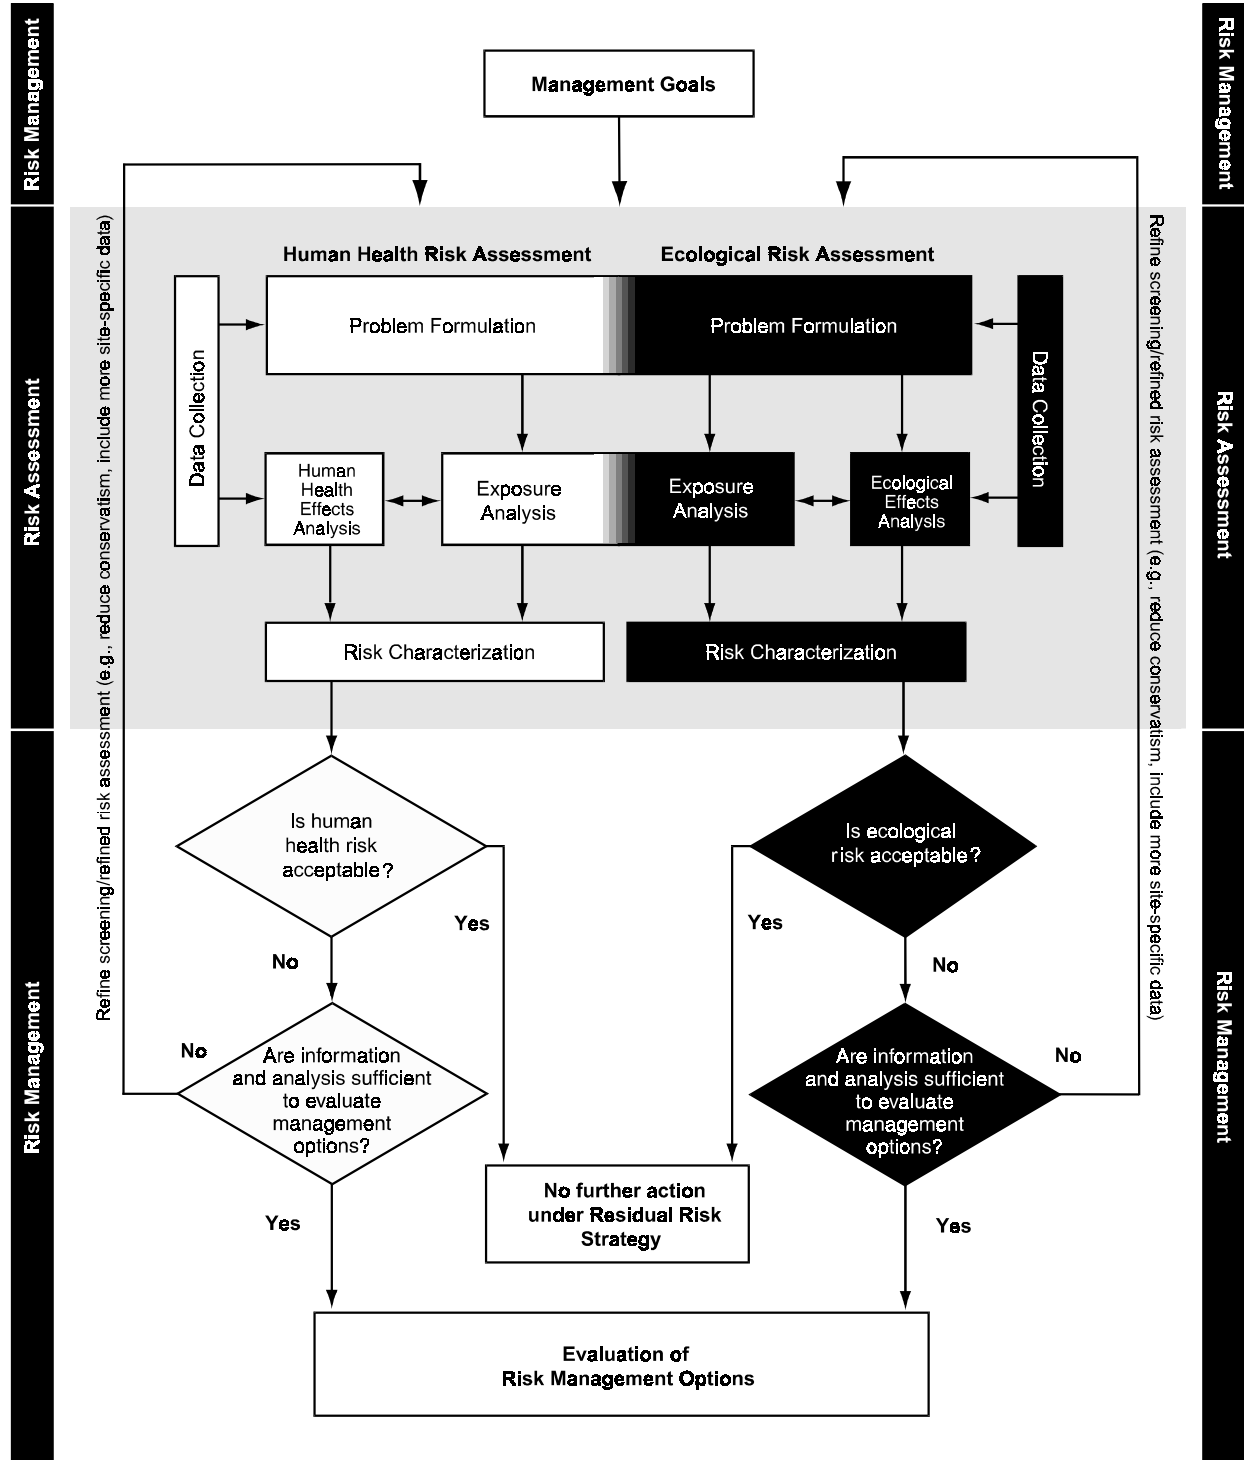 Risk Management
Risk Management
Management Goals
Refine screening/refined risk assessment (e.g., reduce conservatism, include more site-specific data)
Refine screening/refined risk assessment (e.g., reduce conservatism, include more site-specific data)
Risk Assessment
Risk Assessment
Human Health Risk Assessment
Ecological Risk Assessment
Data Collection
Problem Formulation
Problem Formulation
Data Collection
Human
Health
Effects
Analysis
Exposure
Analysis
Exposure
Analysis
Ecological
Effects
Analysis
Risk Characterization
Risk Characterization
Risk Management
Risk Management
Is human
health risk
acceptable?
Is ecological
risk acceptable?
Yes
Yes
No
No
No
Are information
and analysis sufficient
to evaluate
management
options?
Are information
and analysis sufficient
to evaluate
management
options?
No
No further action
under Residual Risk
Strategy
Yes
Yes
Evaluation of
Risk Management Options